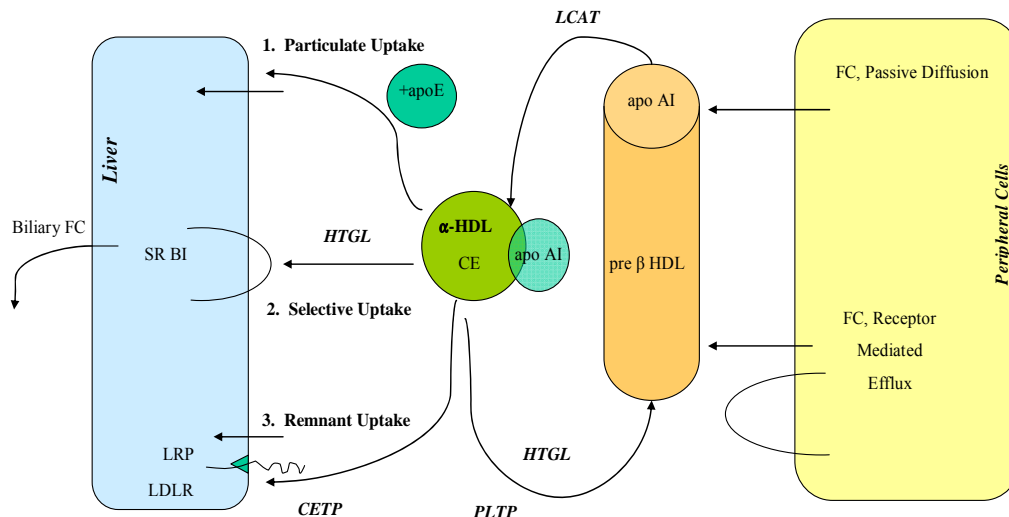 LCAT
1. Particulate Uptake
FC, Passive Diffusion
+apoE
apo AI
Liver
Peripheral Cells
α-HDL
Biliary FC
HTGL
SR BI
CE
apo AI
pre β HDL
2. Selective Uptake
FC, Receptor
Mediated
Efflux
3. Remnant Uptake
LRP
HTGL
LDLR
CETP
PLTP